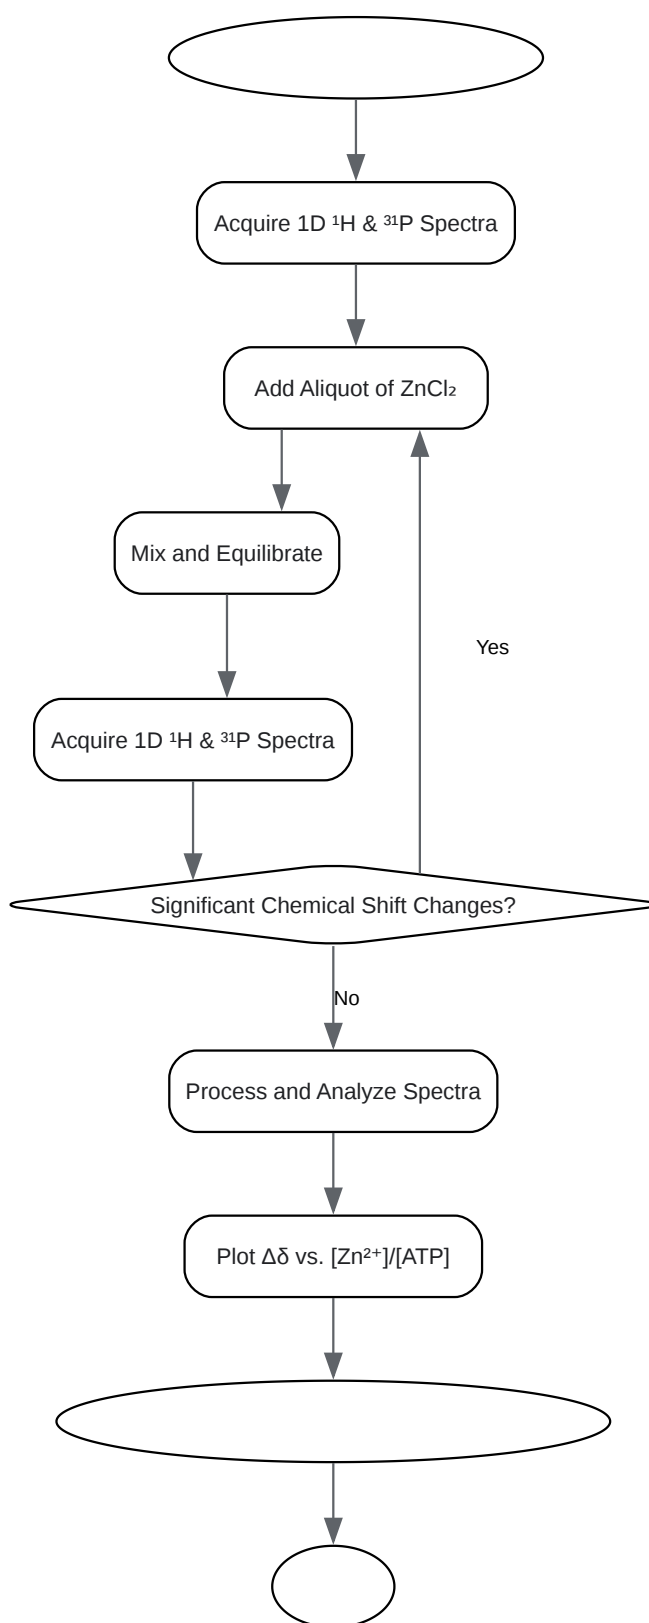 Acquire 1D ¹H & ³¹P Spectra
Add Aliquot of ZnCl₂
Mix and Equilibrate
Yes
Acquire 1D ¹H & ³¹P Spectra
Significant Chemical Shift Changes?
No
Process and Analyze Spectra
Plot Δδ vs. [Zn²⁺]/[ATP]